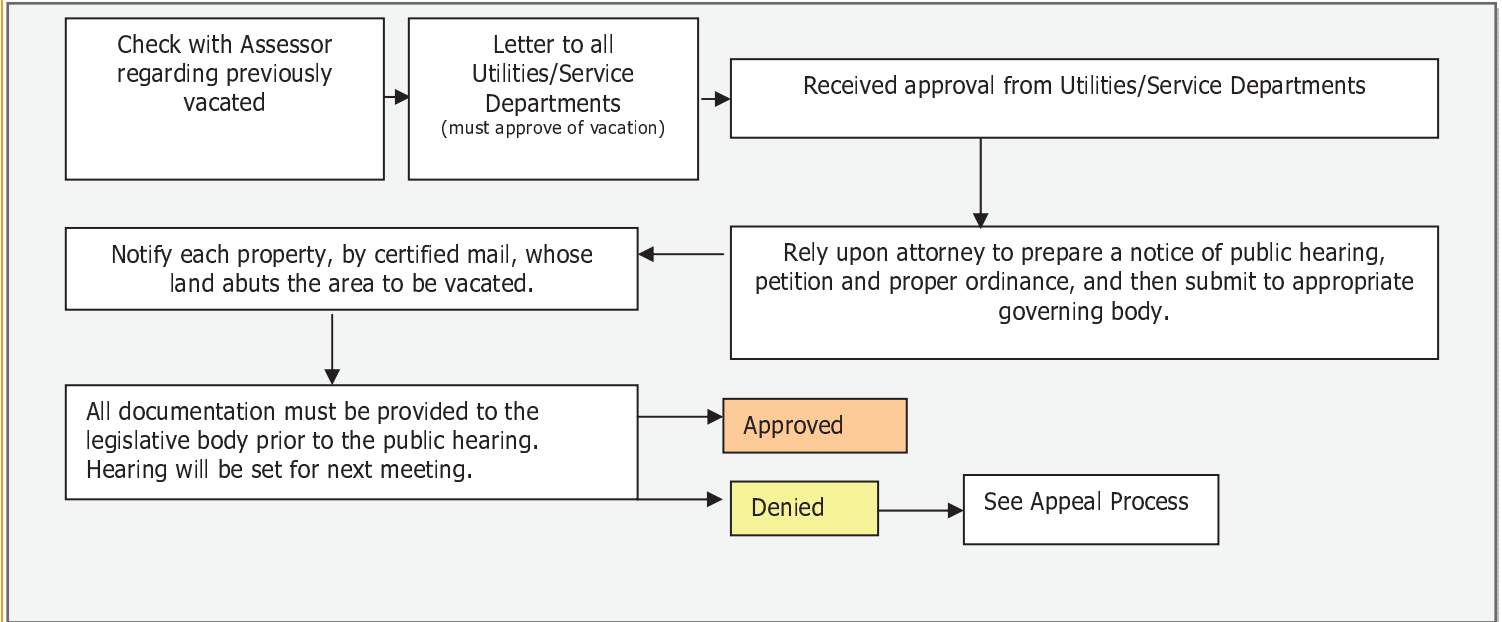 Check with Assessor
regarding previously
vacated
Letter to all
Utilities/Service
Departments
(must approve of vacation)
Received approval from Utilities/Service Departments
Rely upon attorney to prepare a notice of public hearing,
petition and proper ordinance, and then submit to appropriate
governing body.
Notify each property, by certified mail, whose
land abuts the area to be vacated.
All documentation must be provided to the
legislative body prior to the public hearing.
Hearing will be set for next meeting.
Approved
Denied
See Appeal Process